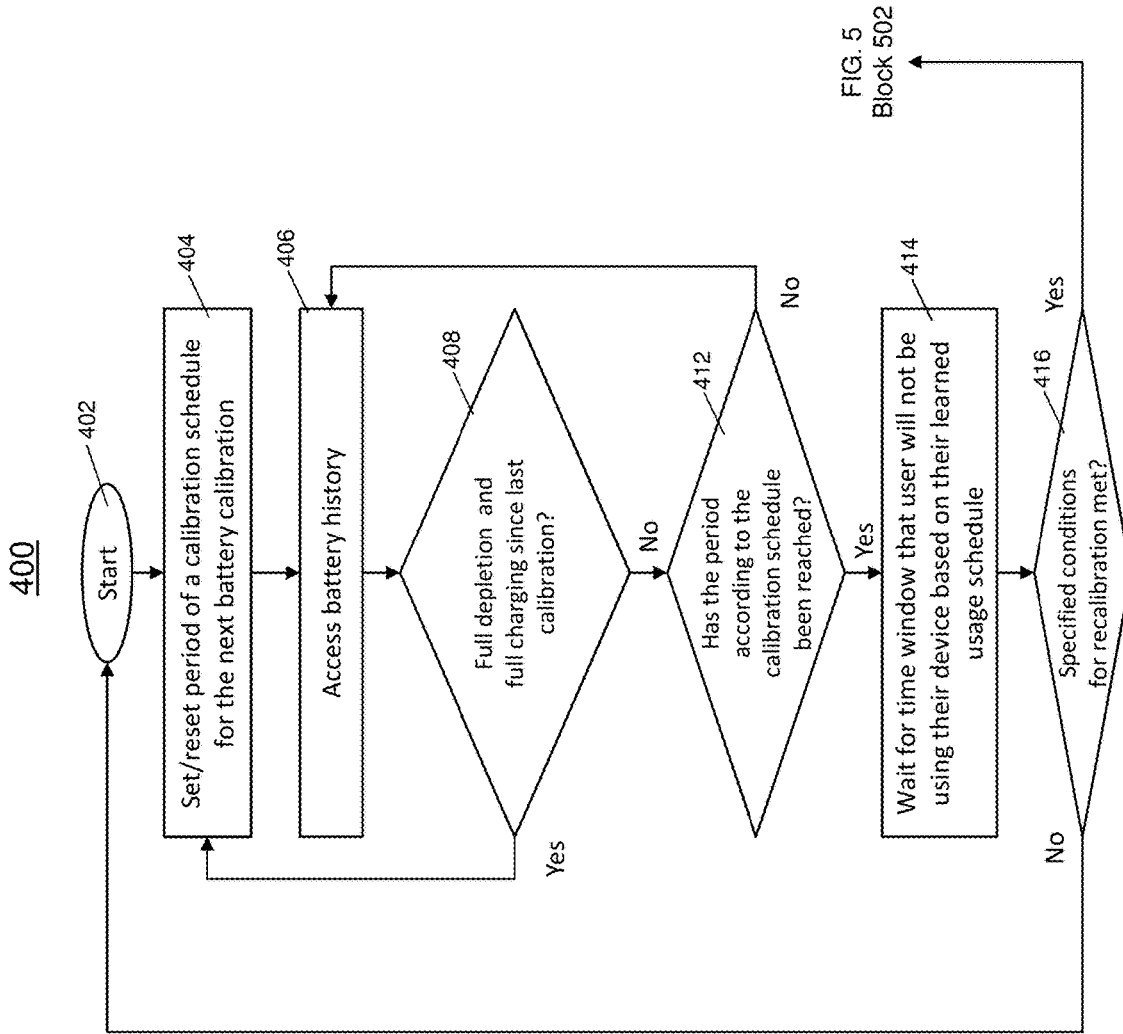 400
Start
402
Set/reset period of a calibration schedule
for the next battery calibration
404
Access battery history
406
Full depletion and
full charging since last
calibration?
408
Yes
No
Has the period
according to the
calibration schedule
been reached?
412
No
Yes
Wait for time window that user will not be
using their device based on their learned
usage schedule
414
Specified conditions
for recalibration met?
416
No
Yes
FIG. 5
Block 502